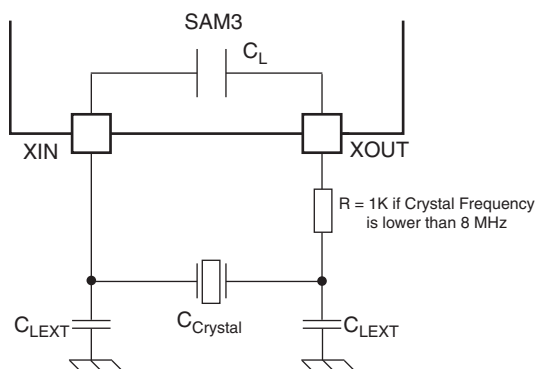 SAM3
CL
XIN
XOUT
R = 1K if Crystal Frequency
is lower than 8 MHz
CLEXT
CCrystal
CLEXT